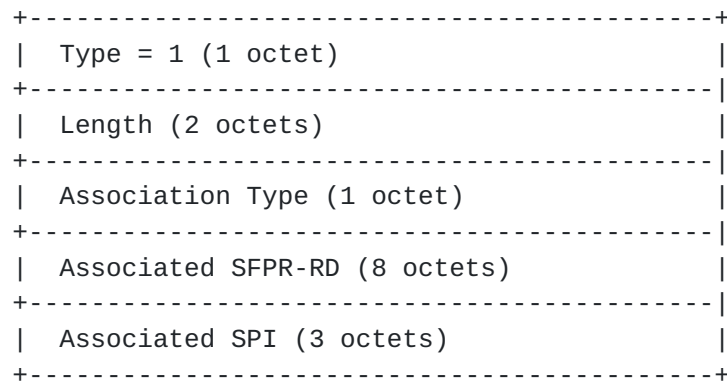 Type = 1 (1 octet)
Length (2 octets)
Association Type (1 octet)
Associated SFPR-RD (8 octets)
Associated SPI (3 octets)